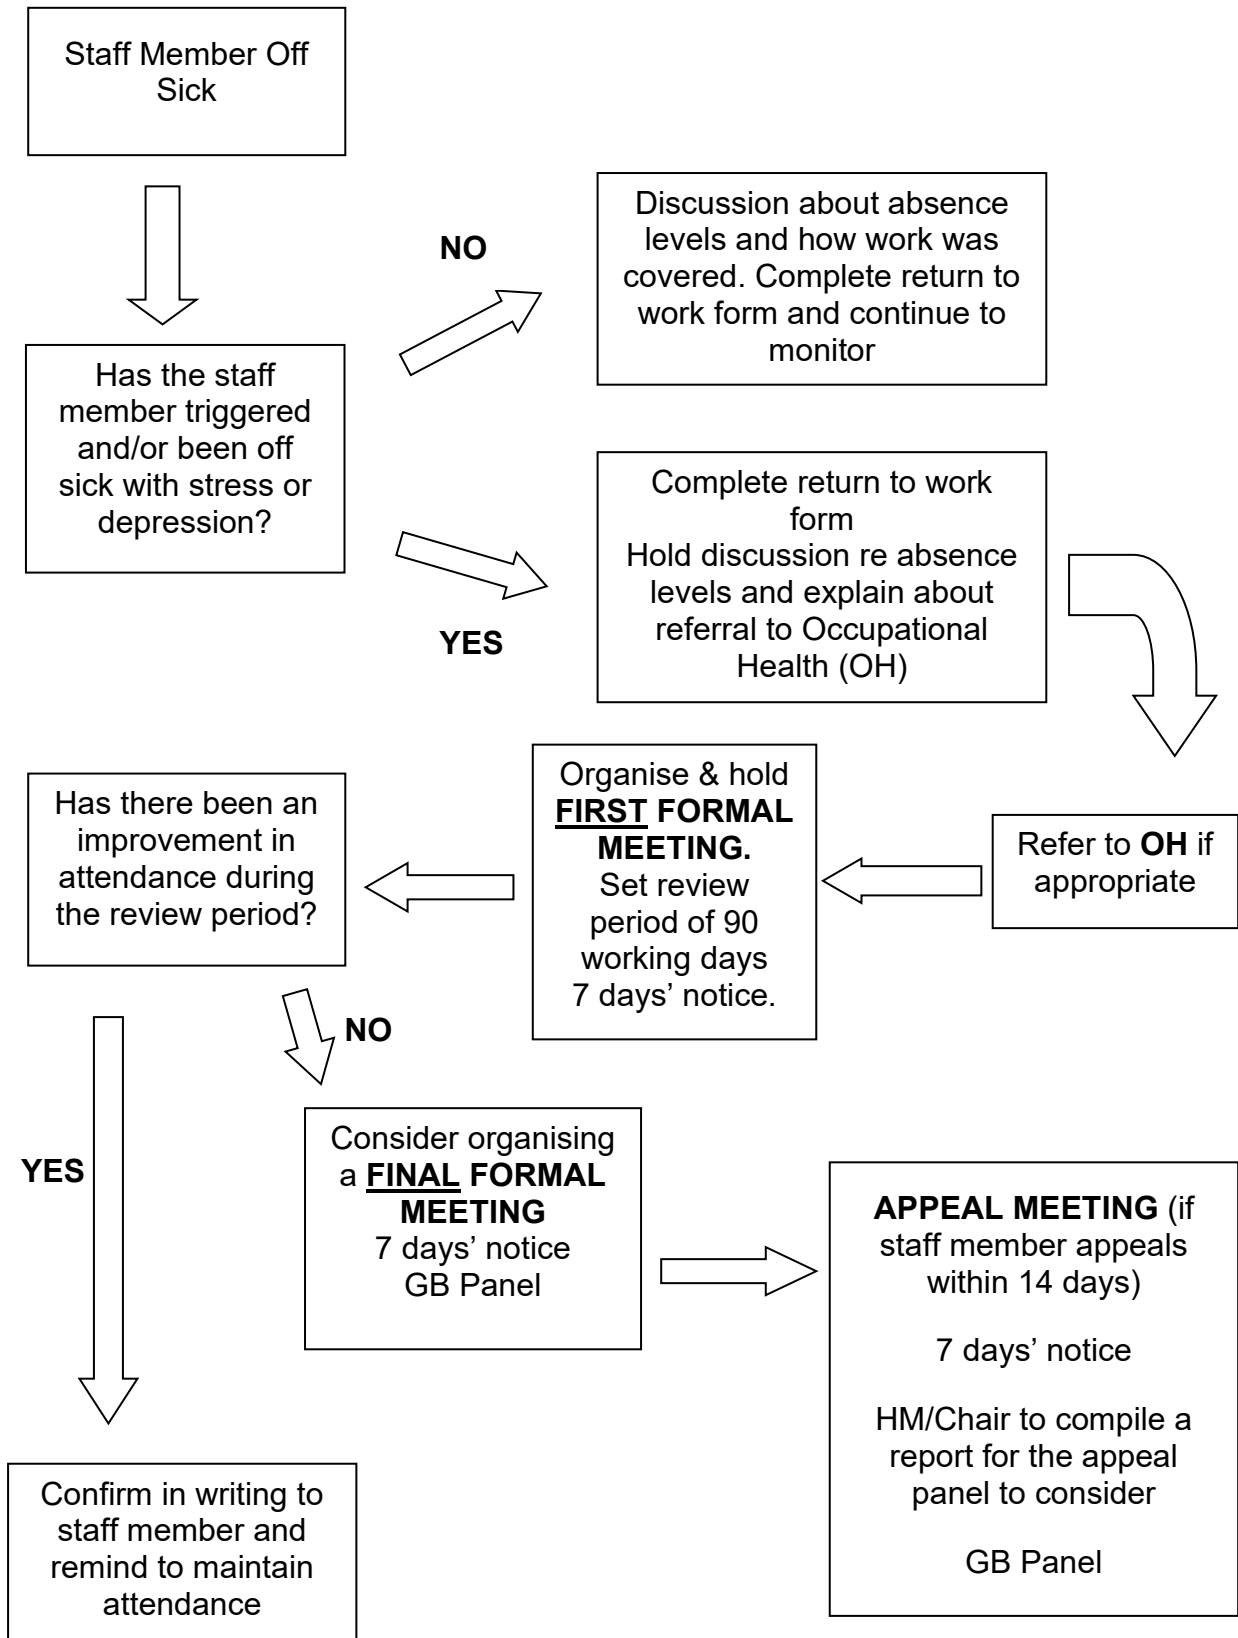 Staff Member Off
Sick
NO
Discussion about absence
levels and how work was
covered. Complete return to
work form and continue to
monitor
Has the staff
member triggered
and/or been off
sick with stress or
depression?
YES
Complete return to work
form
Hold discussion re absence
levels and explain about
referral to Occupational
Health (OH)
Refer to OH if
appropriate
Organise & hold
FIRST FORMAL
MEETING.
Set review
period of 90
working days
7 days’ notice.
Has there been an
improvement in
attendance during
the review period?
NO
Consider organising
a FINAL FORMAL
MEETING
7 days’ notice
GB Panel
APPEAL MEETING (if
staff member appeals
within 14 days)
7 days’ notice
HM/Chair to compile a
report for the appeal
panel to consider
GB Panel
YES
Confirm in writing to
staff member and
remind to maintain
attendance